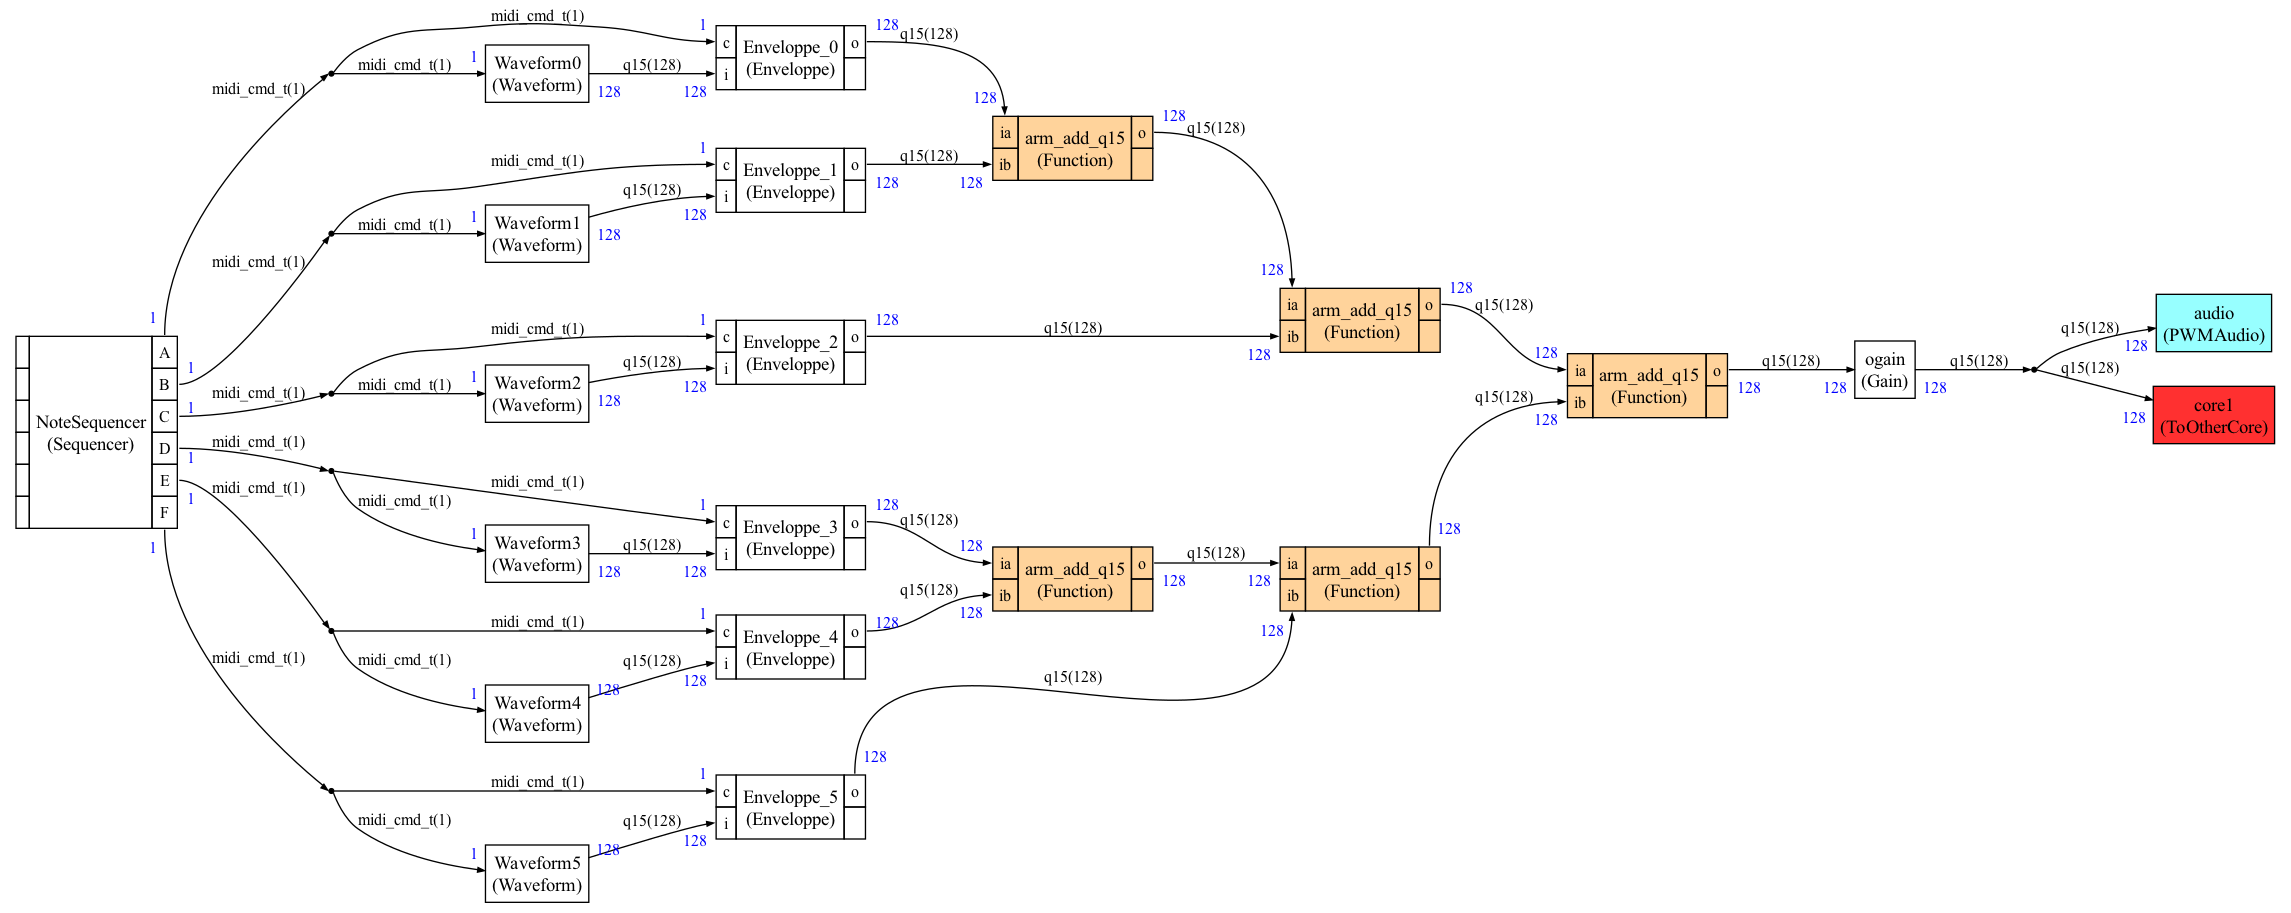 NoteSequencer
(Sequencer)
A
B
C
D
E
F
1
1
1
1
1
1
midi_cmd_t(1)
midi_cmd_t(1)
midi_cmd_t(1)
midi_cmd_t(1)
midi_cmd_t(1)
midi_cmd_t(1)
midi_cmd_t(1)
midi_cmd_t(1)
1
1
Waveform0
(Waveform)
q15(128)
128
128
c
i
Enveloppe_0
(Enveloppe)
o
128
q15(128)
midi_cmd_t(1)
midi_cmd_t(1)
1
1
Waveform1
(Waveform)
q15(128)
128
128
c
i
Enveloppe_1
(Enveloppe)
o
q15(128)
128
128
128
ia
ib
arm_add_q15
(Function)
o
128
q15(128)
midi_cmd_t(1)
midi_cmd_t(1)
1
1
Waveform2
(Waveform)
q15(128)
128
128
c
i
Enveloppe_2
(Enveloppe)
o
128
q15(128)
128
128
ia
ib
arm_add_q15
(Function)
o
128
q15(128)
midi_cmd_t(1)
midi_cmd_t(1)
1
1
Waveform3
(Waveform)
q15(128)
128
128
c
i
Enveloppe_3
(Enveloppe)
o
128
q15(128)
128
midi_cmd_t(1)
midi_cmd_t(1)
1
1
Waveform4
(Waveform)
q15(128)
128
128
c
i
Enveloppe_4
(Enveloppe)
o
128
q15(128)
128
ia
ib
arm_add_q15
(Function)
o
q15(128)
128
128
midi_cmd_t(1)
midi_cmd_t(1)
1
1
Waveform5
(Waveform)
q15(128)
128
128
c
i
Enveloppe_5
(Enveloppe)
o
128
q15(128)
128
ia
ib
arm_add_q15
(Function)
o
128
q15(128)
128
128
ia
ib
arm_add_q15
(Function)
o
q15(128)
128
128
ogain
(Gain)
q15(128)
128
q15(128)
128
audio
(PWMAudio)
q15(128)
128
core1
(ToOtherCore)